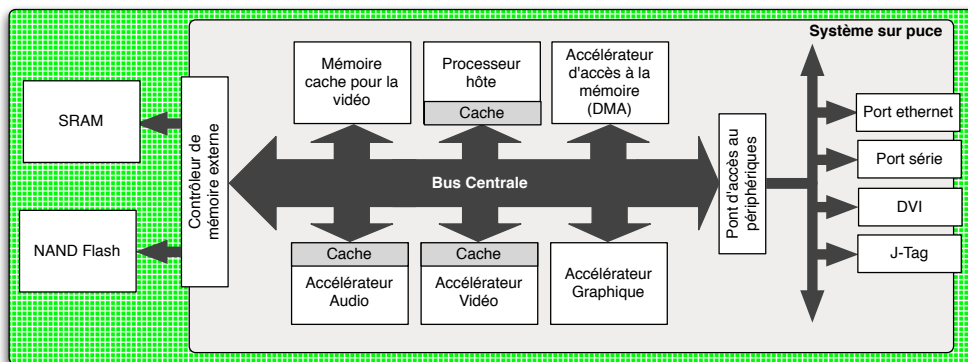 Système sur puce
SRAM
NAND Flash
Contrôleur de
mémoire externe
Mémoire
cache pour la
vidéo
Processeur
hôte
Cache
Accélérateur
d'accès à la
mémoire
(DMA)
Bus Centrale
Cache
Accélérateur
Audio
Cache
Accélérateur
Vidéo
Accélérateur
Graphique
Pont d'accès au
périphériques
Port ethernet
Port série
DVI
J-Tag